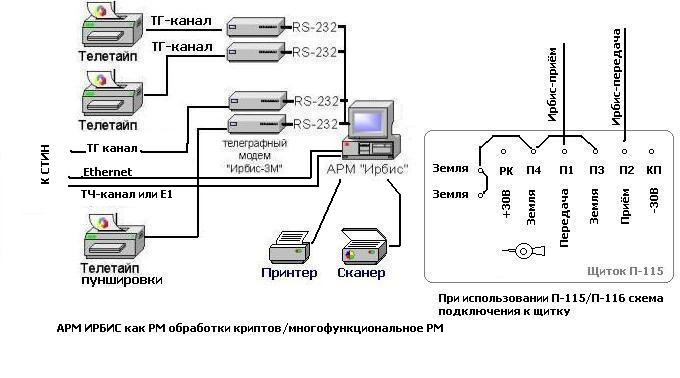 ТГ-канал
RS-232
Телетайп
ТГ-канал
RS-232
Телетайп
RS-232
ТГ канал
RS-232
телеграфный
модем
"Ирбис-3М"
АРМ "Ирбис"
К СТИН
Ethernet
ТЧ-канал или Е1
Телетайп
пуншировки
Принтер
Сканер
АРМ ИРБИС как РМ обработки криптов/многофункциональное РМ
Ирбис-приём
Ирбис-передача
Земля
Земля
РК
П4
П1
П3
П2
КП
+30В
Земля
Передача
Земля
Приём
-30В
Щиток П-115
При использовании П-115/П-116 схема
подключения к щитку